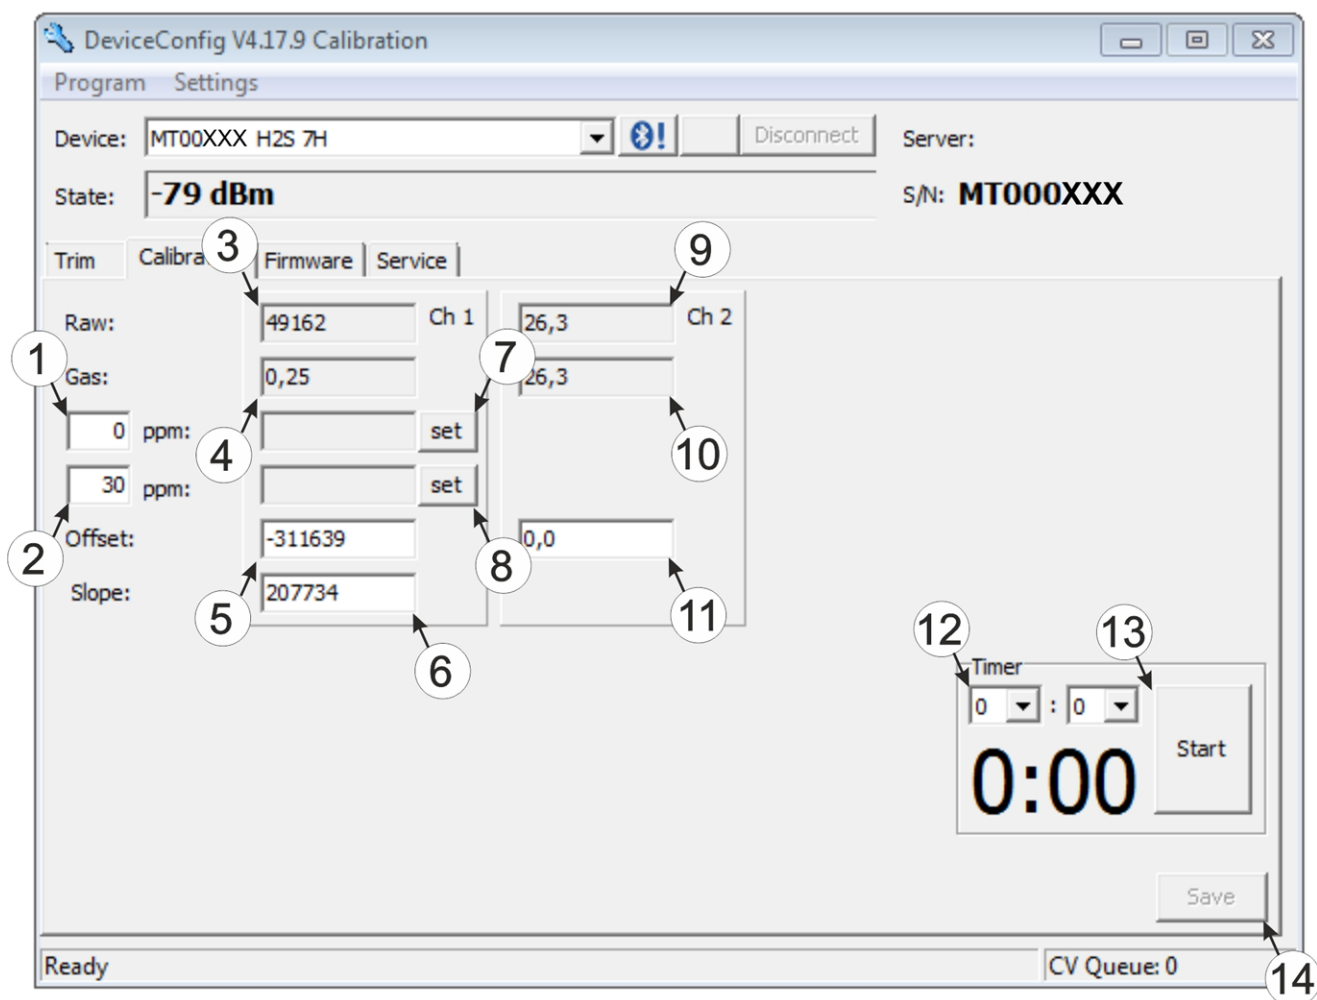 DeviceConfig V4.17.9 Calibration
Program Settings
Device: MT00XXX H2S 7H Disconnect Server:
State: -79 dBm S/N: MT000XXX
3 9
Trim Calibra Firmware Service
Raw: 49162 Ch 1 26,3 Ch 2
1 7
Gas: 0,25 26,3
0 ppm: set
4 10
30 ppm: set
2 8
Offset: -311639 0,0
Slope: 207734
5 11
12 13
6
Timer
0 : 0
0:00 Start
Save
Ready CV Queue: 0
14